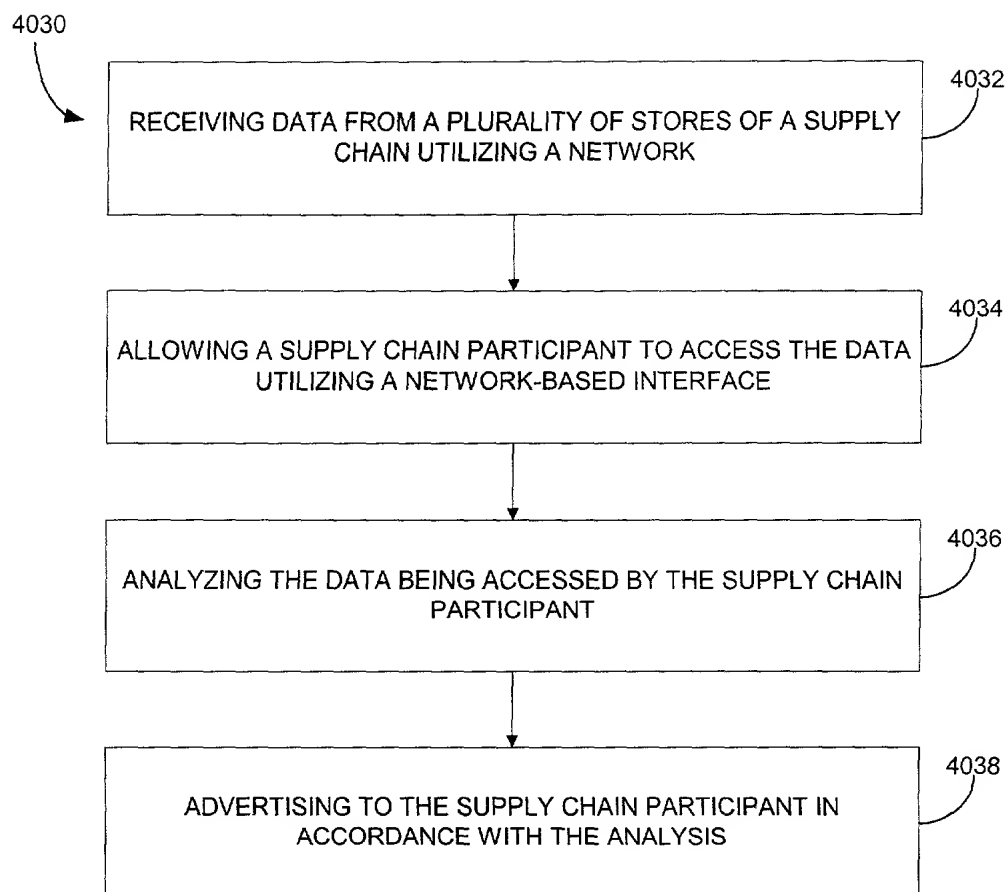 4030
4032
RECEIVING DATA FROM A PLURALITY OF STORES OF A SUPPLY
CHAIN UTILIZING A NETWORK
4034
ALLOWING A SUPPLY CHAIN PARTICIPANT TO ACCESS THE DATA
UTILIZING A NETWORK-BASED INTERFACE
4036
ANALYZING THE DATA BEING ACCESSED BY THE SUPPLY CHAIN
PARTICIPANT
4038
ADVERTISING TO THE SUPPLY CHAIN PARTICIPANT IN
ACCORDANCE WITH THE ANALYSIS